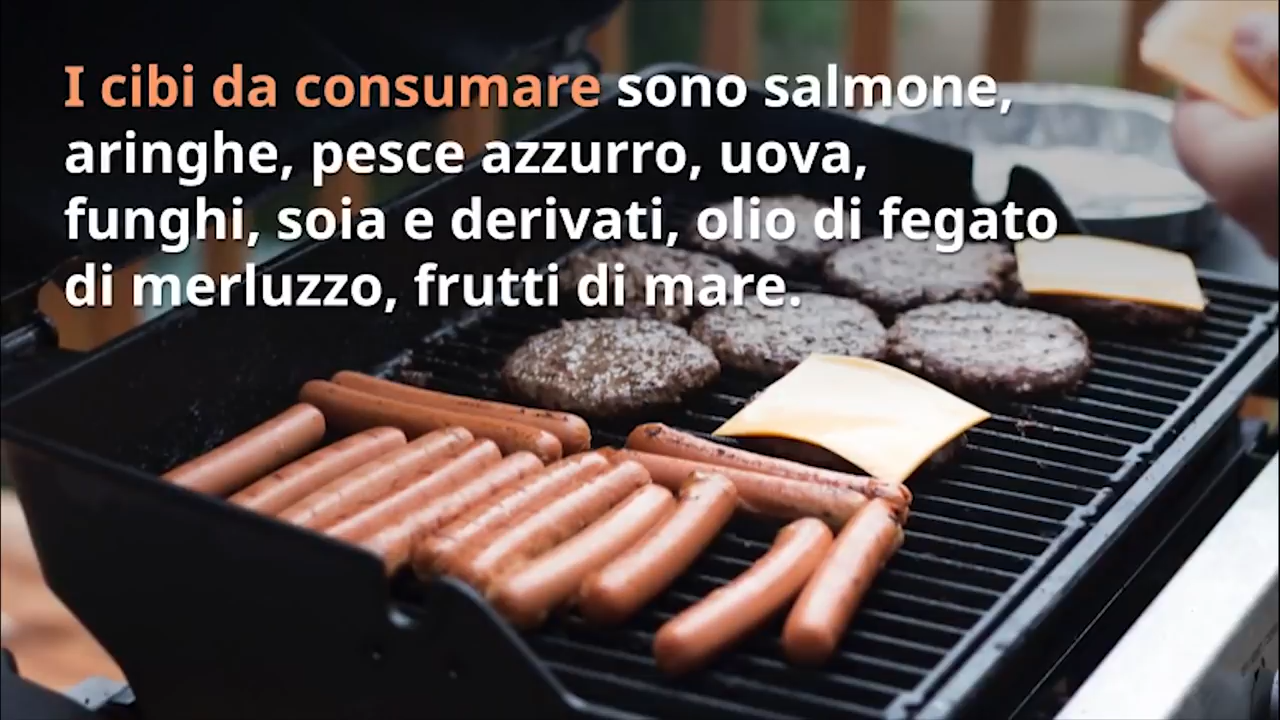 I cibi da consumare sono salmone,
aringhe, pesce azzurro, uova,
funghi, soia e derivati, olio di fegato
di merluzzo, frutti di mare.